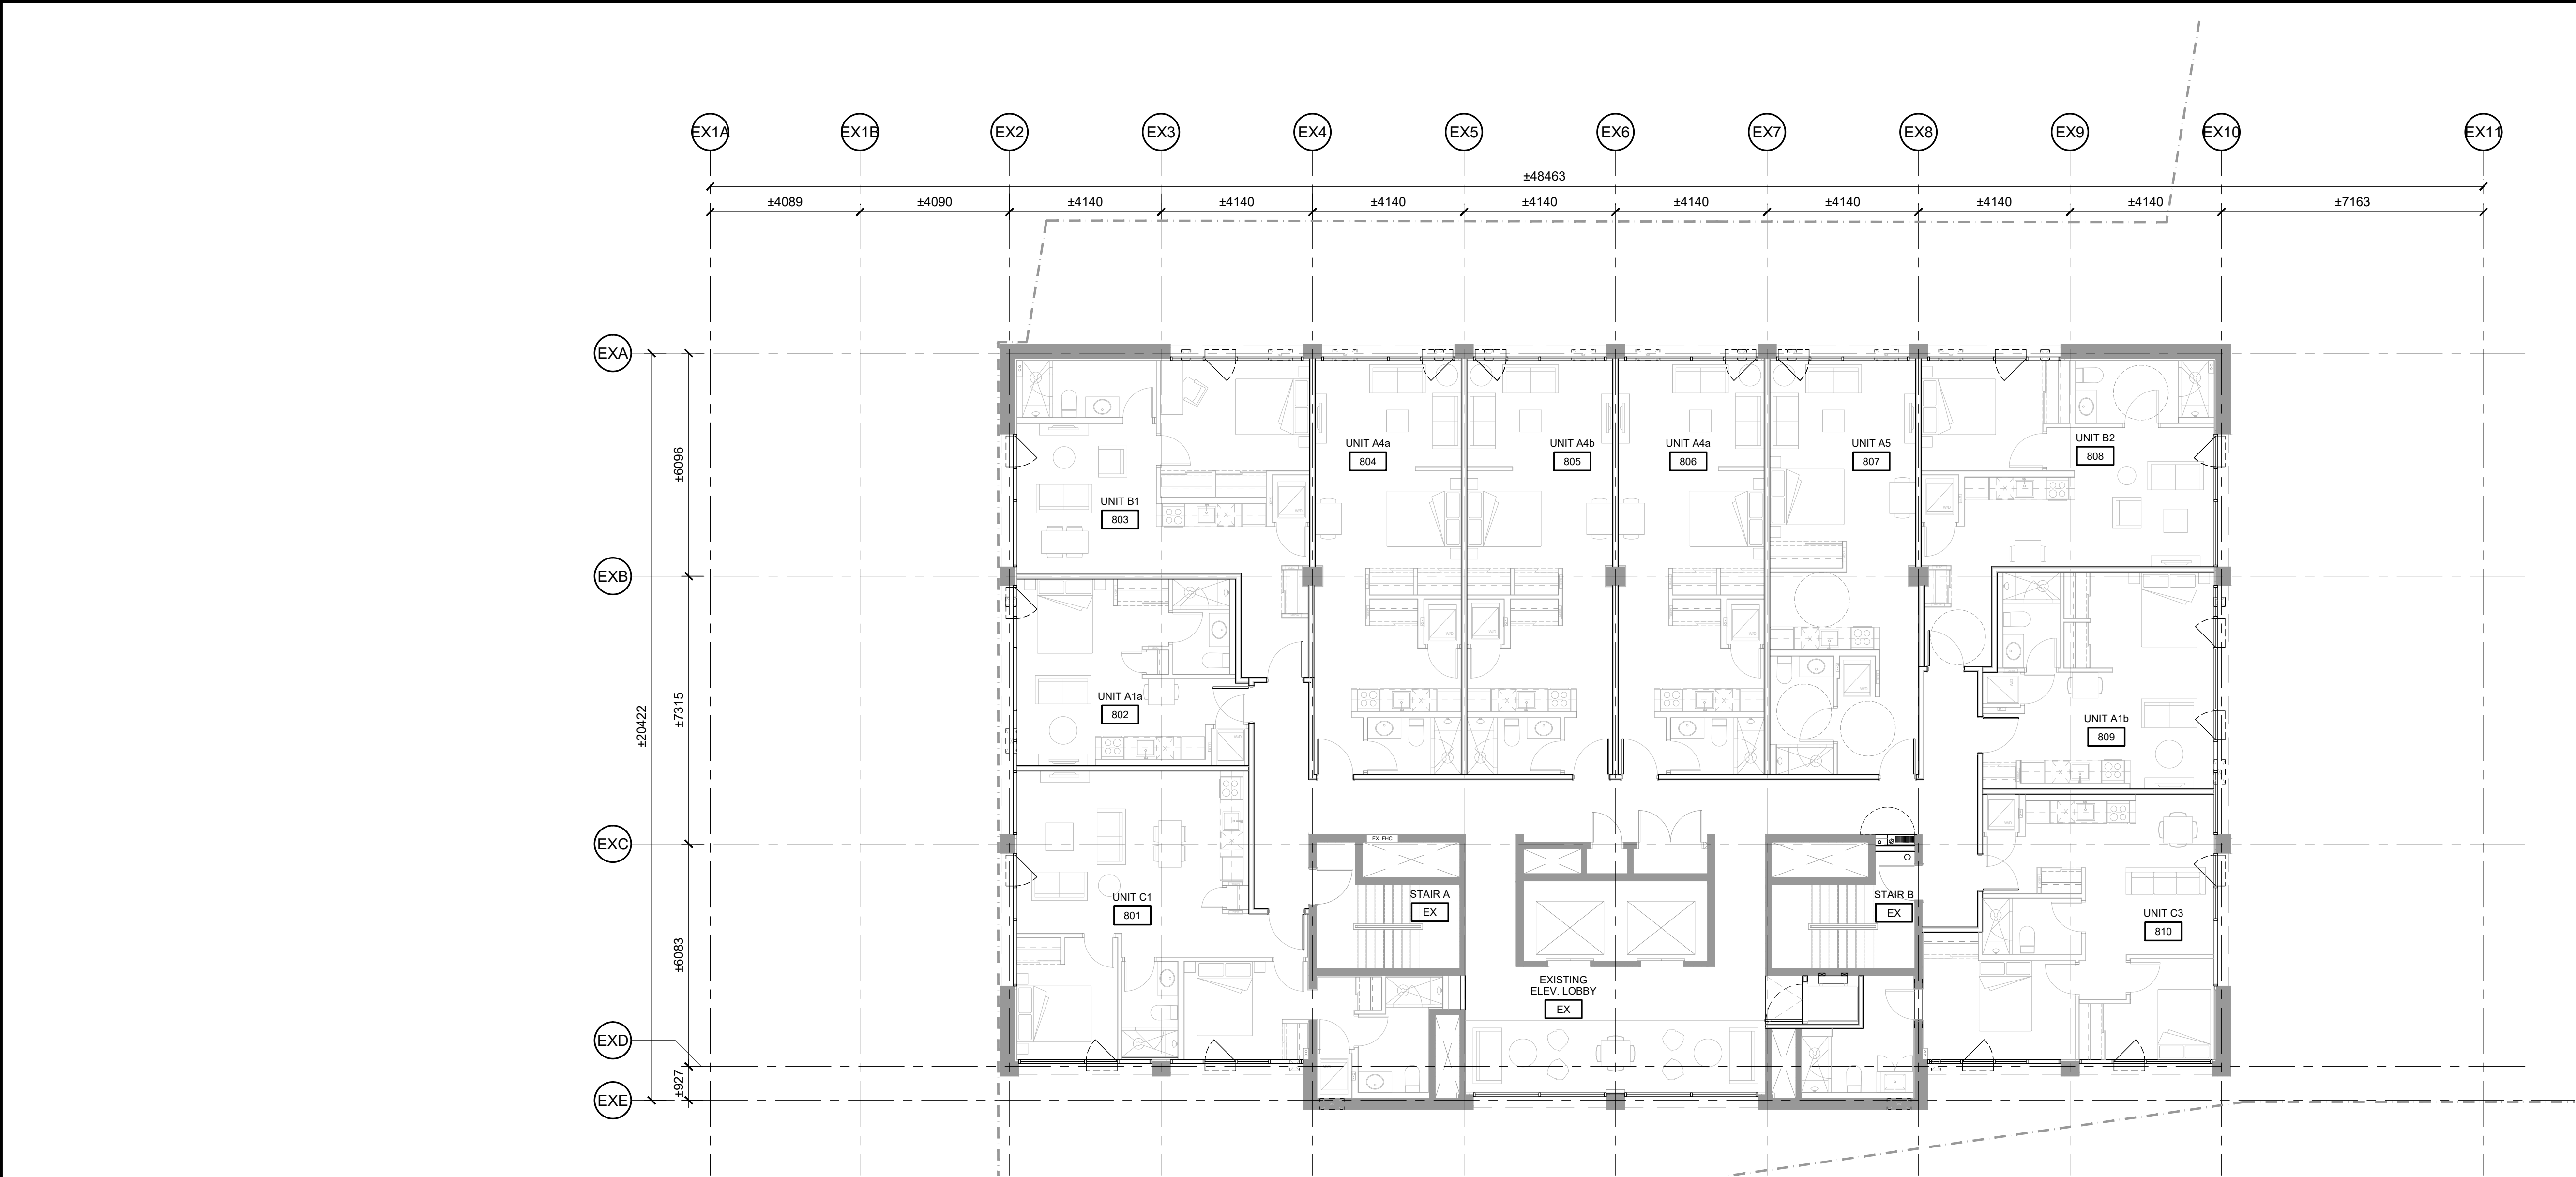 EX1A
EX1B
EX2
EX3
EX4
EX5
EX6
EX7
EX8
EX9
EX10
EX11
±48463
±4089
±4090
±4140
±4140
±4140
±4140
±4140
±4140
±4140
±4140
±7163
EXA
EXB
EXC
EXD
EXE
±20422
±6096
±7315
±6083
±927
UNIT A4a
804
UNIT A4b
805
UNIT A4a
806
UNIT A5
807
UNIT B2
808
UNIT B1
803
UNIT A1a
802
UNIT A1b
809
EX. FHC
UNIT C1
801
STAIR A
EX
STAIR B
EX
UNIT C3
810
EXISTING
ELEV. LOBBY
EX